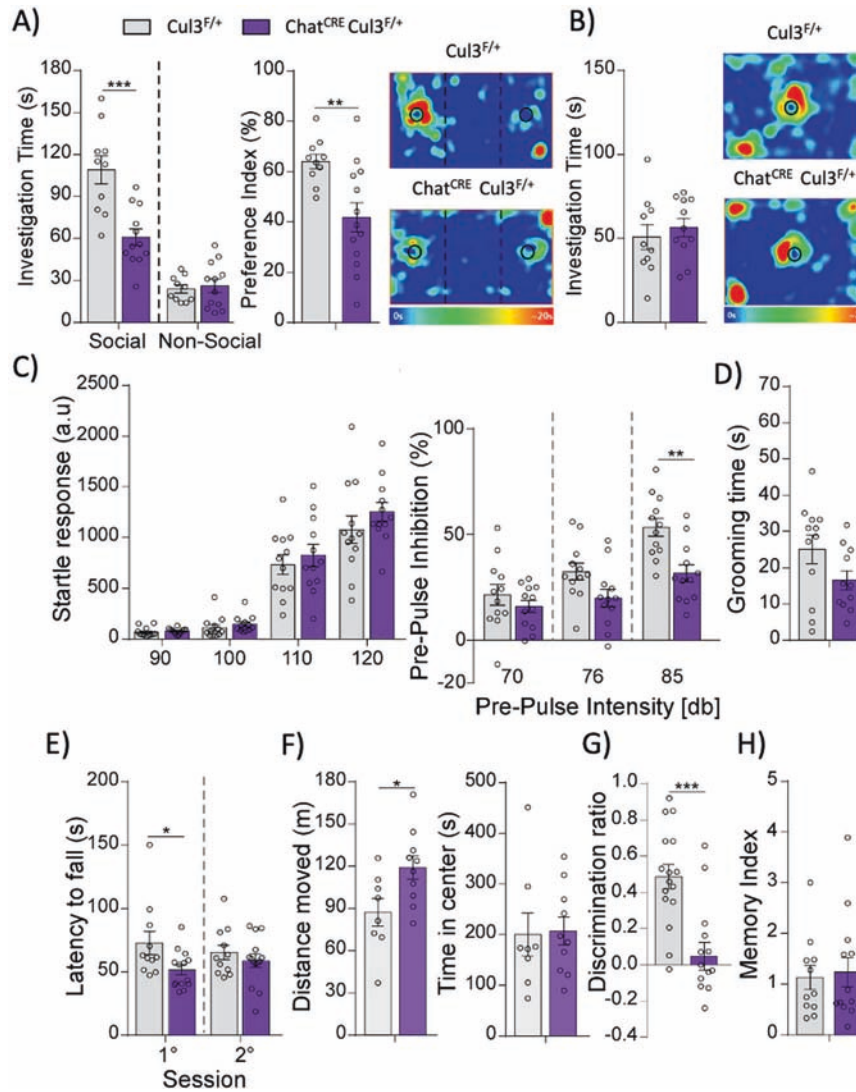 A)
Cul3F/+
ChatCRE Cul3F/+
Investigation Time (s)
180
150
120
90
60
30
0
***
Social
Non-Social
Preference Index (%)
100
80
60
40
20
0
**
Cul3F/+
ChatCRE Cul3F/+
0s
~20s
B)
Investigation Time (s)
150
100
50
0
Cul3F/+
ChatCRE Cul3F/+
0s
C)
Startle response (a.u)
2500
2000
1500
1000
500
0
90
100
110
120
Pre-Pulse Inhibition (%)
100
50
0
-20
**
70
76
85
Pre-Pulse Intensity [db]
D)
Grooming time (s)
70
60
50
40
30
20
10
0
E)
Latency to fall (s)
200
150
100
50
0
*
1°
2°
Session
F)
Distance moved (m)
180
150
120
90
60
30
0
*
Time in center (s)
500
400
300
200
100
0
G)
Discrimination ratio
1.0
0.8
0.6
0.4
0.2
0.0
-0.2
-0.4
***
H)
Memory Index
5
4
3
2
1
0